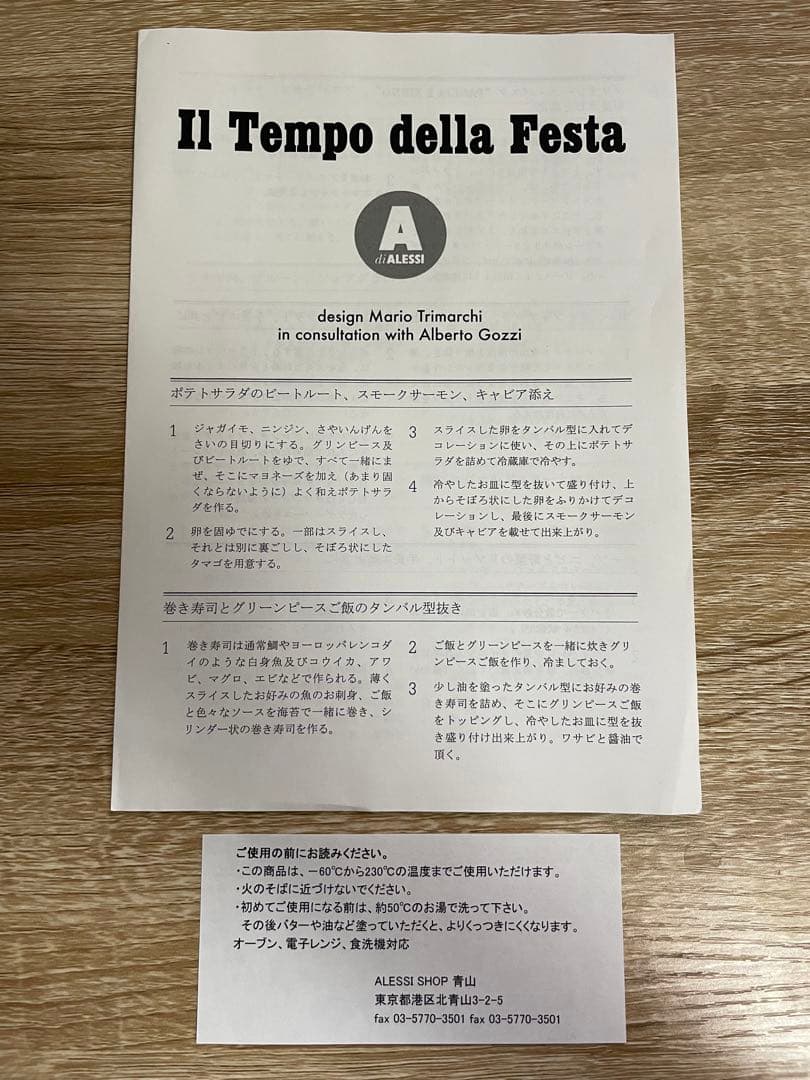 Il Tempo della Festa
A
di ALESSI
design Mario Trimarchi
in consultation with Alberto Gozzi
ポテトサラダのビートルート、スモークサーモン、キャビア添え
1 ジャガイモ、ニンジン、さやいんげんを
さいの目切りにする。グリンピース及
びビートルートをゆで、すべて一緒にま
ぜ、そこにマヨネーズを加え（あまり固
くならないように）よく和えポテトサラ
ダを作る。
2 卵を固ゆでにする。一部はスライスし、
それとは別に裏ごしし、そぼろ状にした
タマゴを用意する。
3 スライスした卵をタンバル型に入れてデ
コレーションに使い、その上にポテトサ
ラダを詰めて冷蔵庫で冷やす。
4 冷やしたお皿に型を抜いて盛り付け、上
からそぼろ状にした卵をふりかけてデコ
レーションし、最後にスモークサーモン
及びキャビアを載せて出来上がり。
巻き寿司とグリーンピースご飯のタンバル型抜き
1 巻き寿司は通常鯛やヨーロッパレンコダ
イのような白身魚及びコウイカ、アワ
ビ、マグロ、エビなどで作られる。薄く
スライスしたお好みの魚のお刺身、ご飯
と色々なソースを海苔で一緒に巻き、シ
リンダー状の巻き寿司を作る。
2 ご飯とグリーンピースを一緒に炊きグリ
ンピースご飯を作り、冷ましておく。
3 少し油を塗ったタンバル型にお好みの巻
き寿司を詰め、そこにグリンピースご飯
をトッピングし、冷やしたお皿に型を抜
き盛り付け出来上がり。ワサビと醤油で
頂く。
ご使用の前にお読みください。
・この商品は、－60℃から230℃の温度までご使用いただけます。
・火のそばに近づけないでください。
・初めてご使用になる前は、約50℃のお湯で洗って下さい。
その後バターや油など塗っていただくと、よりくっつきにくくなります。
オーブン、電子レンジ、食洗機対応
ALESSI SHOP 青山
東京都港区北青山3-2-5
fax 03-5770-3501 fax 03-5770-3501